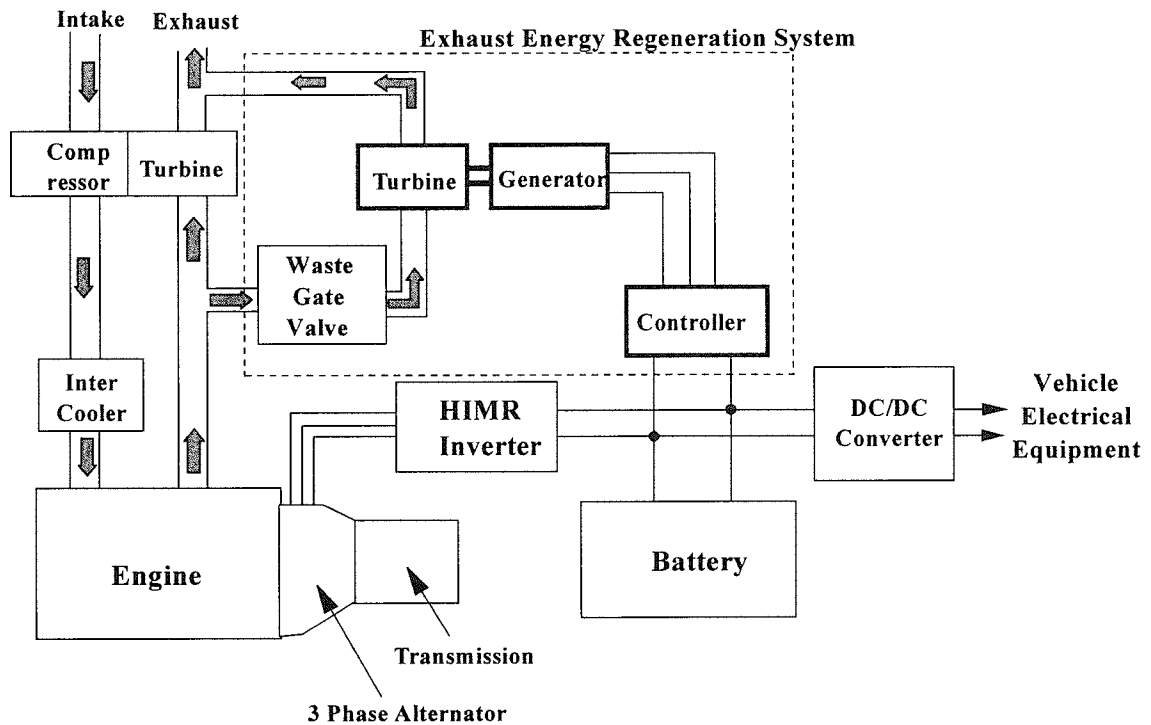 Intake
Exhaust
Exhaust Energy Regeneration System
Comp
ressor
Turbine
Turbine
Generator
Waste
Gate
Valve
Controller
Inter
Cooler
HIMR
Inverter
DC/DC
Converter
Vehicle
Electrical
Equipment
Engine
Battery
Transmission
3 Phase Alternator